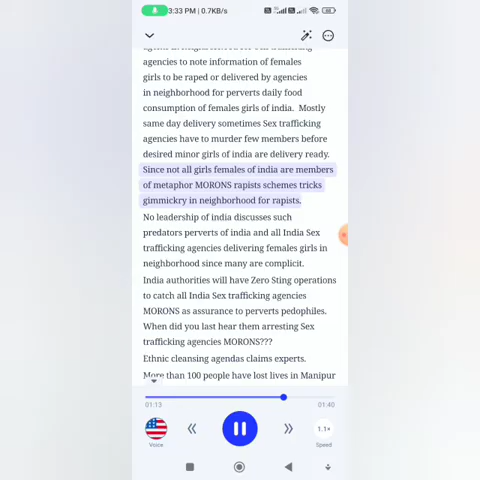 3:33 PM | 0.7KB/s
agencies to note information of females
girls to be raped or delivered by agencies
in neighborhood for perverts daily food
consumption of females girls of india. Mostly
same day delivery sometimes Sex trafficking
agencies have to murder few members before
desired minor girls of india are delivery ready.
Since not all girls females of india are members
of metaphor MORONS rapists schemes tricks
gimmickry in neighborhood for rapists.
No leadership of india discusses such
predators perverts of india and all India Sex
trafficking agencies delivering females girls in
neighborhood since many are complicit.
India authorities will have Zero Sting operations
to catch all India Sex trafficking agencies
MORONS as assurance to perverts pedophiles.
When did you last hear them arresting Sex
trafficking agencies MORONS???
Ethnic cleansing agendas claims experts.
More than 100 people have lost lives in Manipur
01:13
01:40
1.1×
Voice
Speed